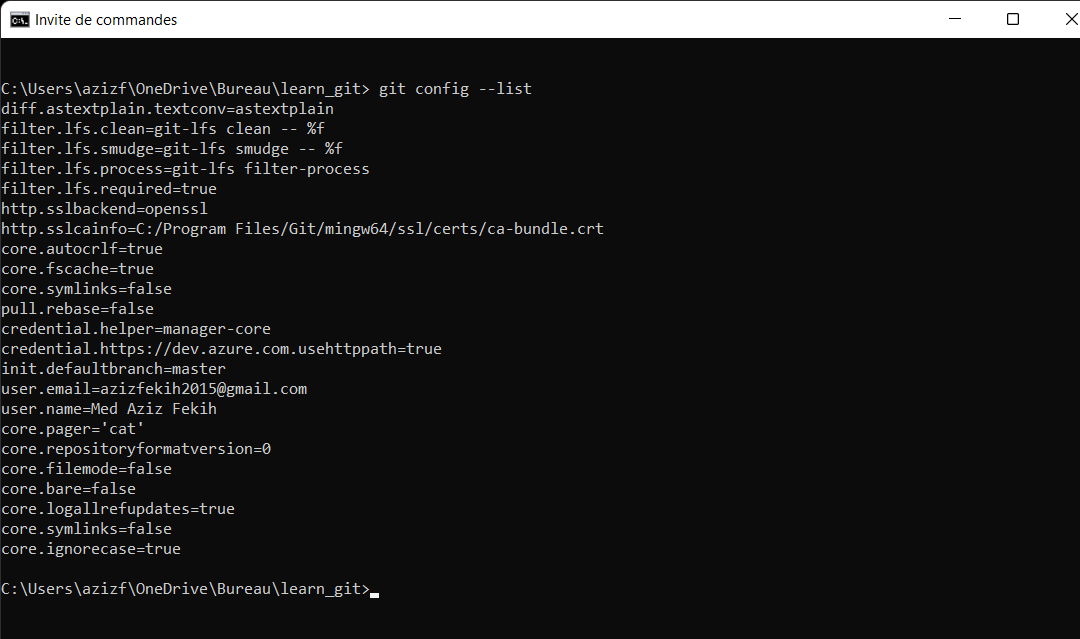 Invite de commandes
C:\Users\azizf\OneDrive\Bureau\learn_git> git config --list
diff.astextplain.textconv=astextplain
filter.lfs.clean=git-lfs clean -- %f
filter.lfs.smudge=git-lfs smudge -- %f
filter.lfs.process=git-lfs filter-process
filter.lfs.required=true
http.sslbackend=openssl
http.sslcainfo=C:/Program Files/Git/mingw64/ssl/certs/ca-bundle.crt
core.autocrlf=true
core.fscache=true
core.symlinks=false
pull.rebase=false
credential.helper=manager-core
credential.https://dev.azure.com.usehttppath=true
init.defaultbranch=master
user.email=azizfekih2015@gmail.com
user.name=Med Aziz Fekih
core.pager='cat'
core.repositoryformatversion=0
core.filemode=false
core.bare=false
core.logallrefupdates=true
core.symlinks=false
core.ignorecase=true
C:\Users\azizf\OneDrive\Bureau\learn_git>